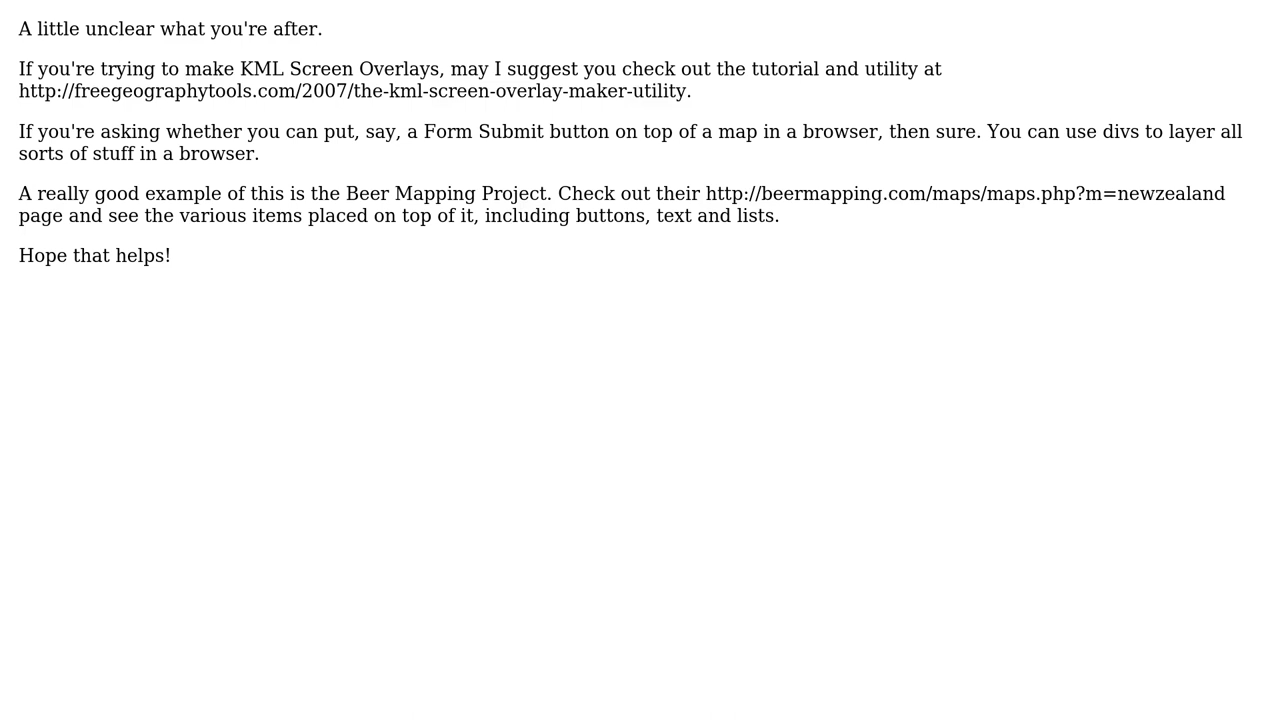 A little unclear what you're after.
If you're trying to make KML Screen Overlays, may I suggest you check out the tutorial and utility at
http://freegeographytools.com/2007/the-kml-screen-overlay-maker-utility.
If you're asking whether you can put, say, a Form Submit button on top of a map in a browser, then sure. You can use divs to layer all
sorts of stuff in a browser.
A really good example of this is the Beer Mapping Project. Check out their http://beermapping.com/maps/maps.php?m=newzealand
page and see the various items placed on top of it, including buttons, text and lists.
Hope that helps!